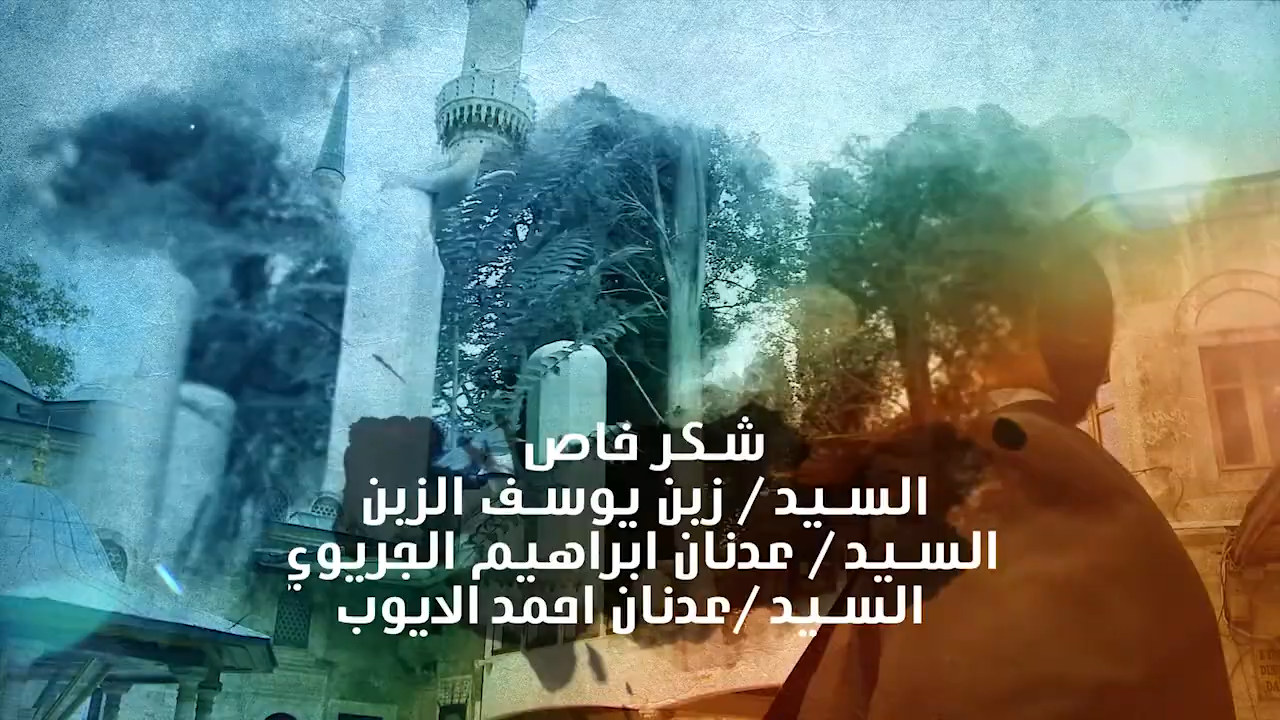 شكر خاص
السيد / زين يوسف الزين
السيد / عدنان ابراهيم الجريوي
السيد /عدنان احمد الايوب